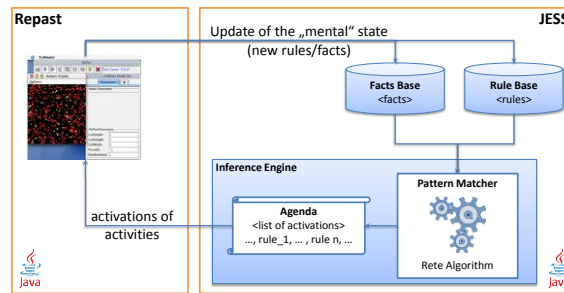 Repast
JESS
Update of the „mental“ state
(new rules/facts)
Facts Base
<facts>
Rule Base
<rules>
Inference Engine
Pattern Matcher
Agenda
<list of activations>
…, rule_1, … , rule n, …
Rete Algorithm
activations of
activities
Java
Java